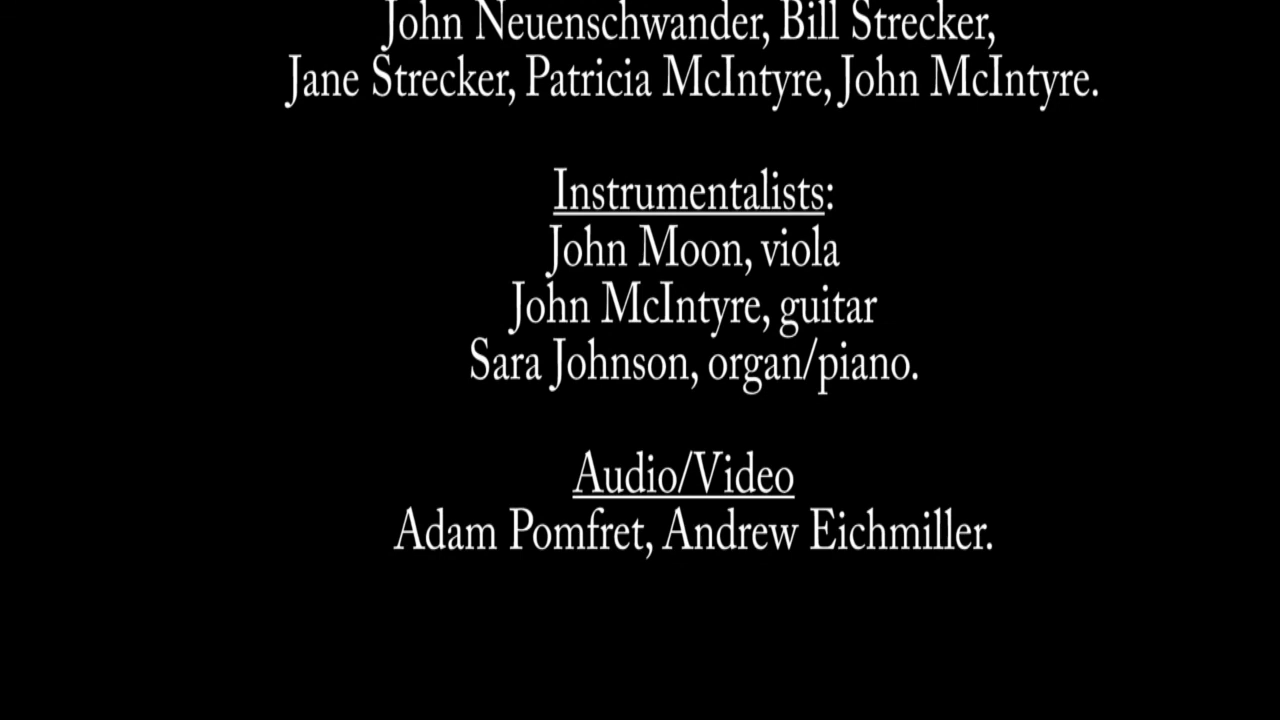 John Neuenschwander, Bill Strecker,
Jane Strecker, Patricia McIntyre, John McIntyre.
Instrumentalists:
John Moon, viola
John McIntyre, guitar
Sara Johnson, organ/piano.
Audio/Video
Adam Pomfret, Andrew Eichmiller.